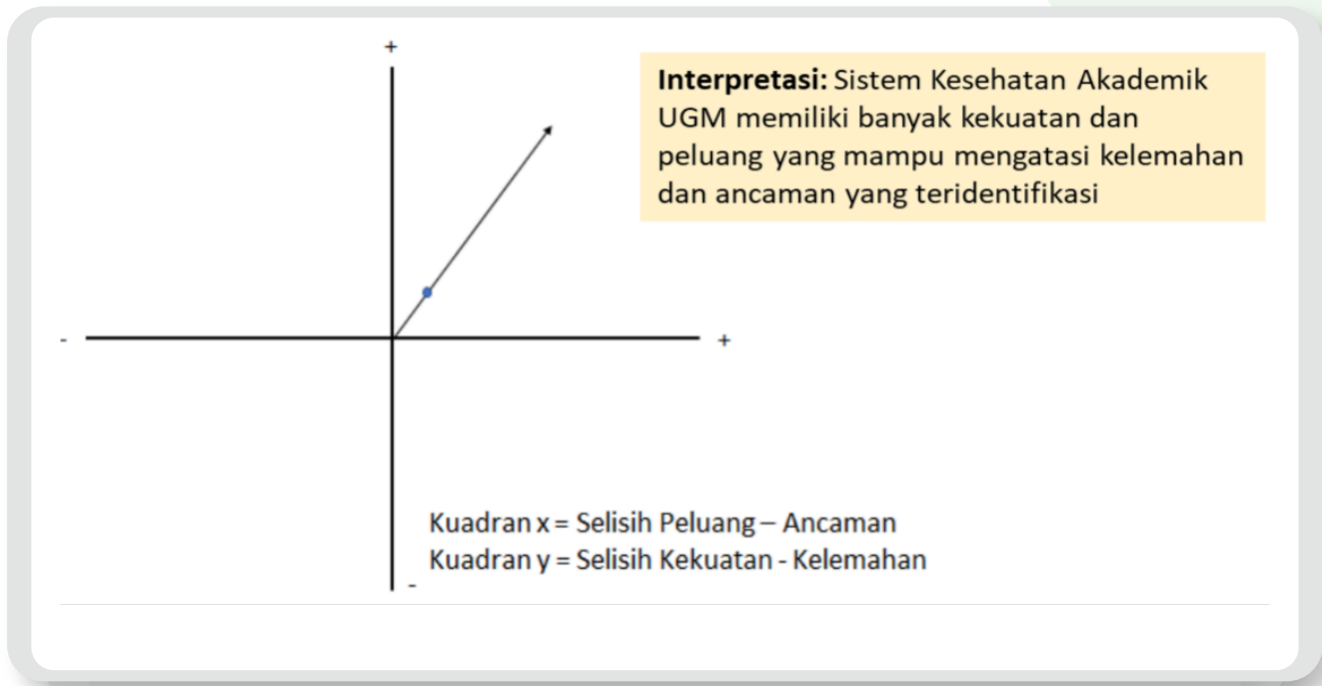 +
Interpretasi: Sistem Kesehatan Akademik
UGM memiliki banyak kekuatan dan
peluang yang mampu mengatasi kelemahan
dan ancaman yang teridentifikasi
-
+
Kuadran x = Selisih Peluang – Ancaman
Kuadran y = Selisih Kekuatan - Kelemahan
-